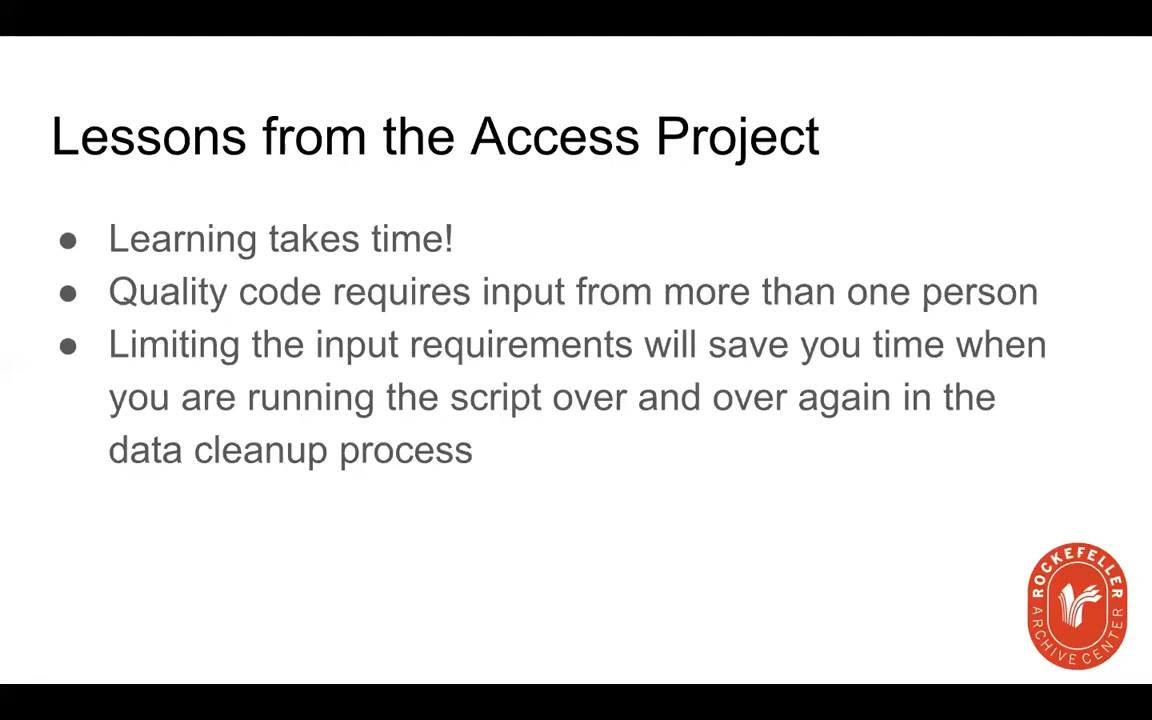 Lessons from the Access Project
● Learning takes time!
● Quality code requires input from more than one person
● Limiting the input requirements will save you time when
you are running the script over and over again in the
data cleanup process
ROCKEFELLER
ARCHIVE CENTER